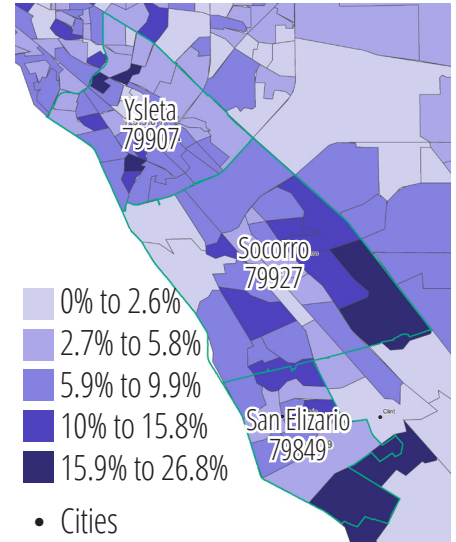 Ysleta
79907
Socorro
79927
0% to 2.6%
2.7% to 5.8%
5.9% to 9.9%
10% to 15.8%
15.9% to 26.8%
San Elizario
79849
Clint
• Cities